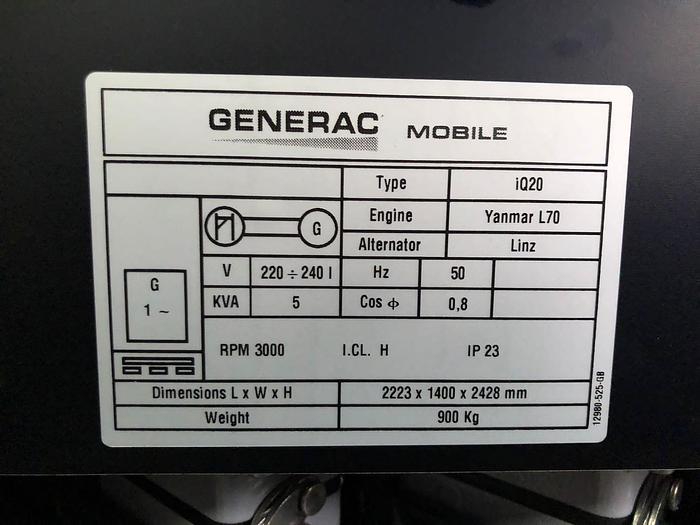 GENERAC MOBILE
Type iQ20
Engine Yanmar L70
G
Alternator Linz
V 220 ÷ 240 I Hz 50
G
1 ~
KVA 5 Cos ϕ 0,8
RPM 3000 I.CL. H IP 23
Dimensions L x W x H 2223 x 1400 x 2428 mm
Weight 900 Kg
12980-525-GB